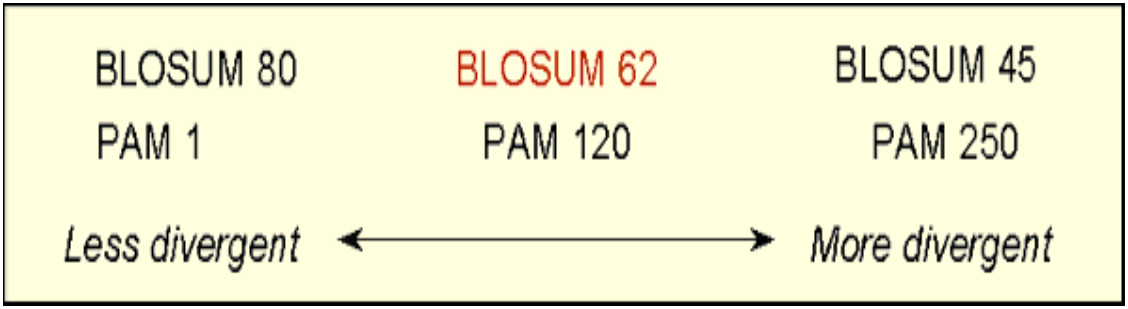 BLOSUM 80 BLOSUM 62 BLOSUM 45
PAM 1 PAM 120 PAM 250
Less divergent More divergent